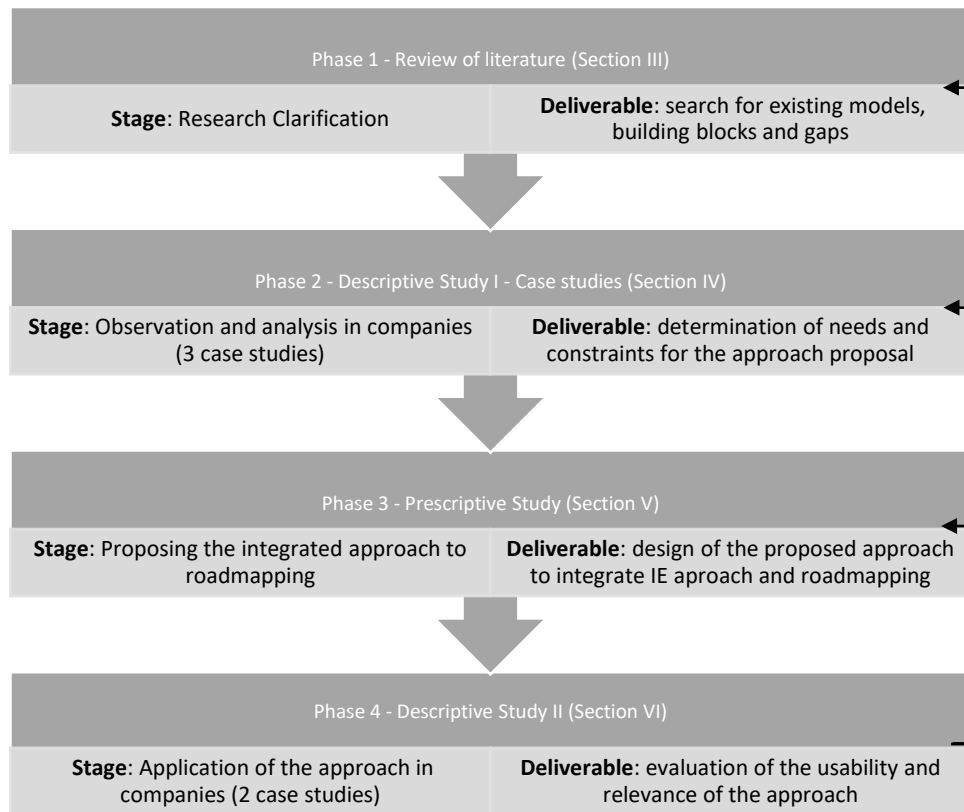 Phase 1 - Review of literature (Section III)
Stage: Research Clarification
Deliverable: search for existing models,
building blocks and gaps
Phase 2 - Descriptive Study I - Case studies (Section IV)
Stage: Observation and analysis in companies
(3 case studies)
Deliverable: determination of needs and
constraints for the approach proposal
Phase 3 - Prescriptive Study (Section V)
Stage: Proposing the integrated approach to
roadmapping
Deliverable: design of the proposed approach
to integrate IE aproach and roadmapping
Phase 4 - Descriptive Study II (Section VI)
Stage: Application of the approach in
companies (2 case studies)
Deliverable: evaluation of the usability and
relevance of the approach